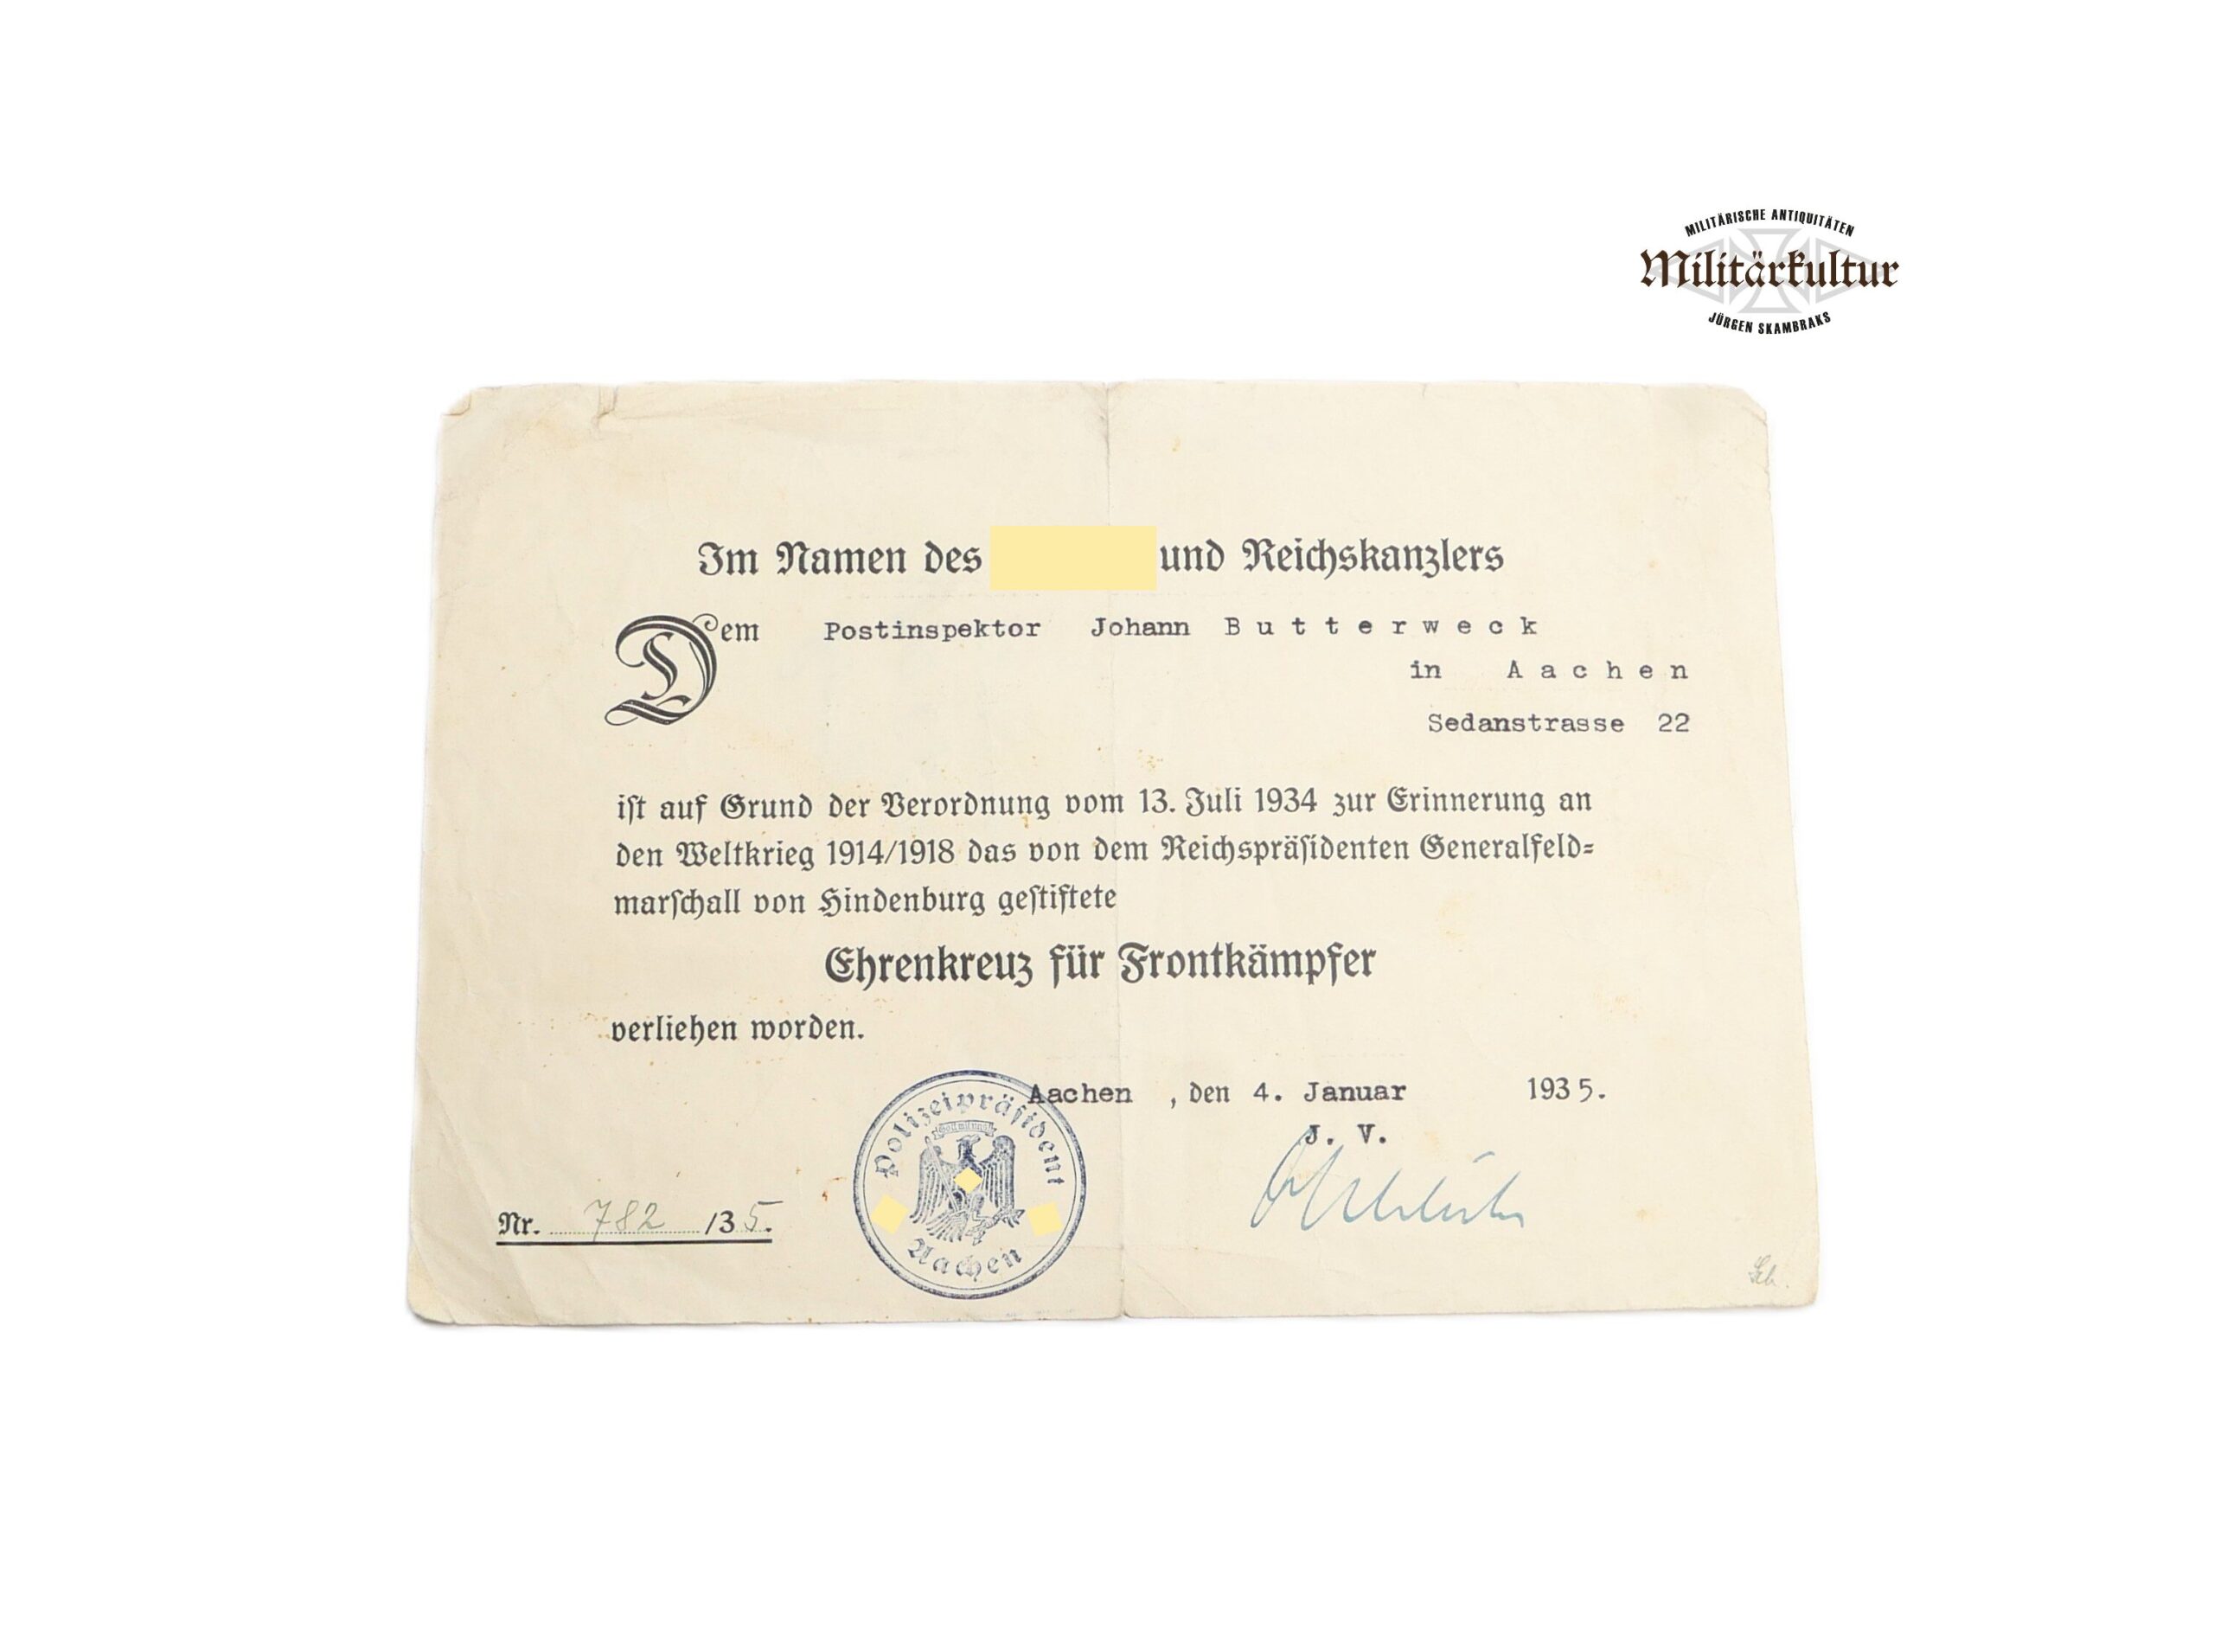 MILITÄRISCHE ANTIQUITÄTEN
Militärkultur
JÜRGEN SKAMBRAKS
Im Namen des und Reichskanzlers
Dem Postinspektor Johann Butterweck
in Aachen
Sedanstrasse 22
ist auf Grund der Verordnung vom 13. Juli 1934 zur Erinnerung an
den Weltkrieg 1914/1918 das von dem Reichspräsidenten Generalfeld=
marschall von Hindenburg gestiftete
Ehrenkreuz für Frontkämpfer
verliehen worden.
Aachen , den 4. Januar 1935.
J. V.
Nr. 782 /35.
Polizeipräsident
Gott mit uns
Aachen